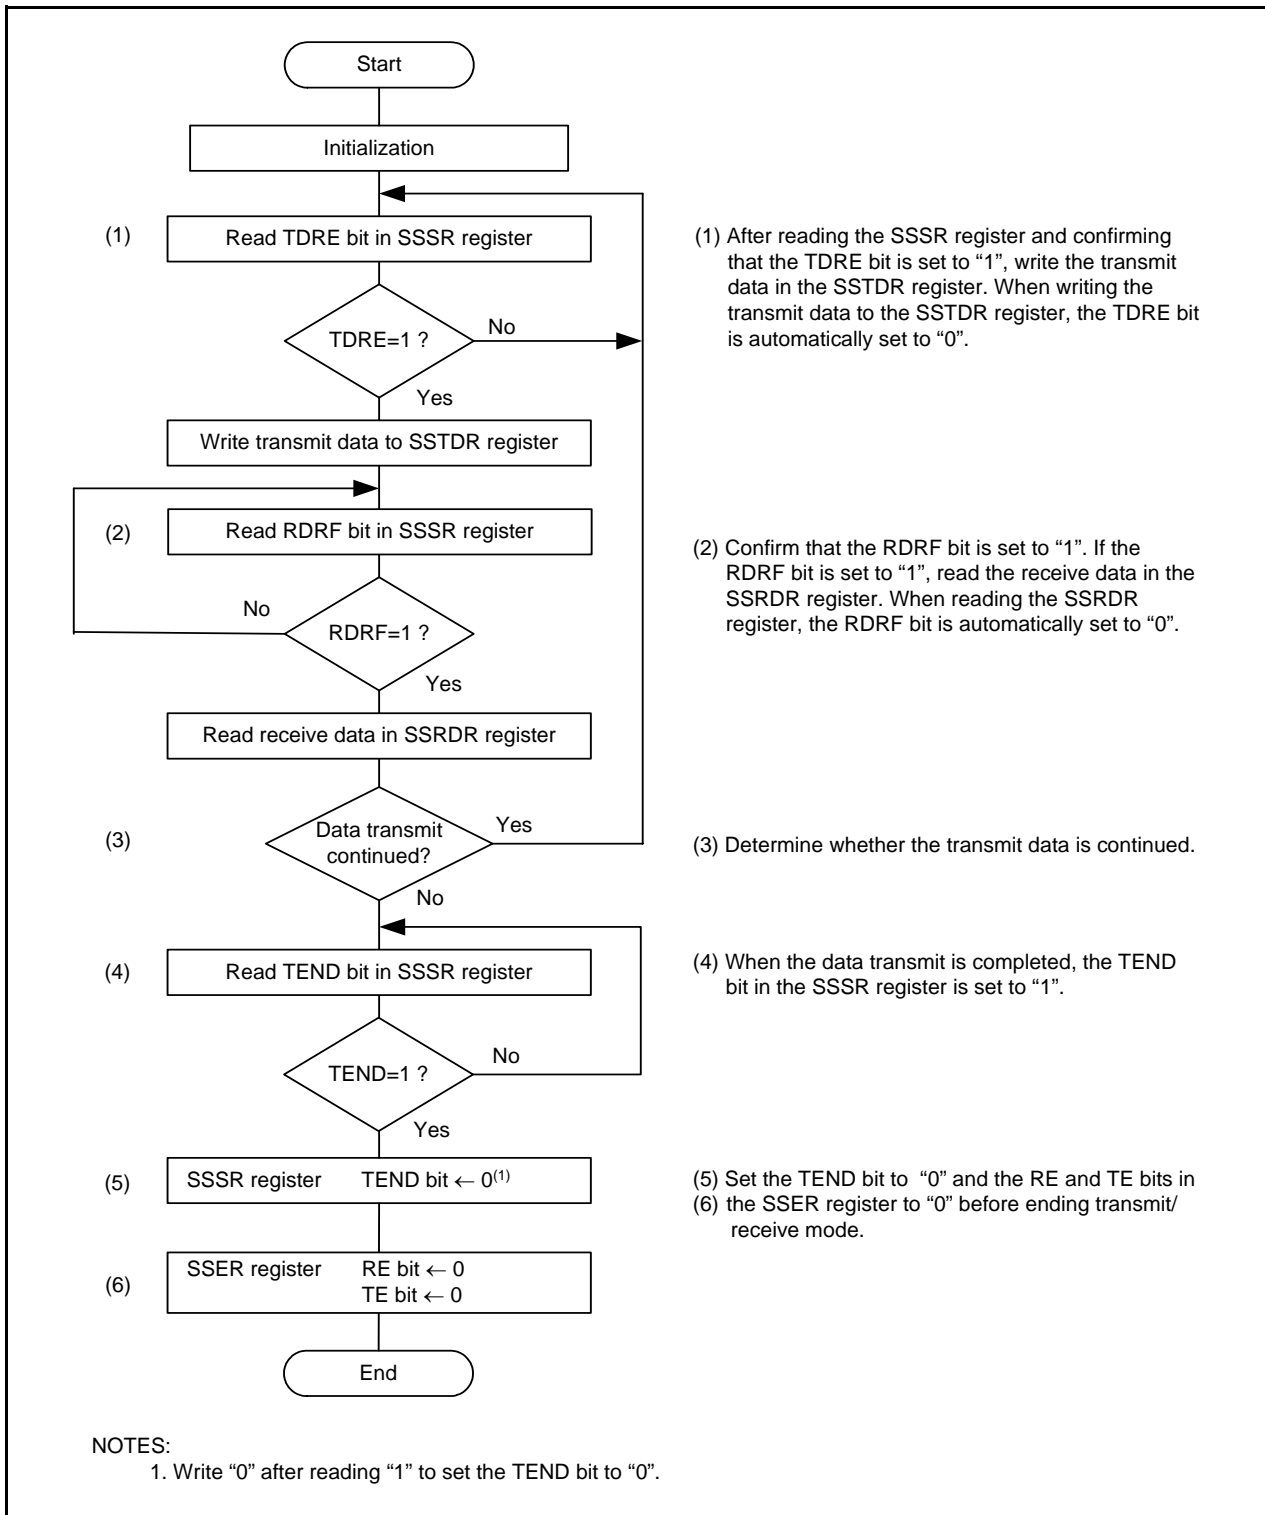 Start
Initialization
(1)
Read TDRE bit in SSSR register
TDRE=1 ?
No
Yes
Write transmit data to SSTDR register
(2)
Read RDRF bit in SSSR register
No
RDRF=1 ?
Yes
Read receive data in SSRDR register
(3)
Data transmit
continued?
Yes
No
(4)
Read TEND bit in SSSR register
TEND=1 ?
No
Yes
(5)
SSSR register TEND bit ← 0(1)
(6)
SSER register RE bit ← 0
TE bit ← 0
End
(1) After reading the SSSR register and confirming
that the TDRE bit is set to “1”, write the transmit
data in the SSTDR register. When writing the
transmit data to the SSTDR register, the TDRE bit
is automatically set to “0”.
(2) Confirm that the RDRF bit is set to “1”. If the
RDRF bit is set to “1”, read the receive data in the
SSRDR register. When reading the SSRDR
register, the RDRF bit is automatically set to “0”.
(3) Determine whether the transmit data is continued.
(4) When the data transmit is completed, the TEND
bit in the SSSR register is set to “1”.
(5) Set the TEND bit to “0” and the RE and TE bits in
(6) the SSER register to “0” before ending transmit/
receive mode.
NOTES:
1. Write “0” after reading “1” to set the TEND bit to “0”.